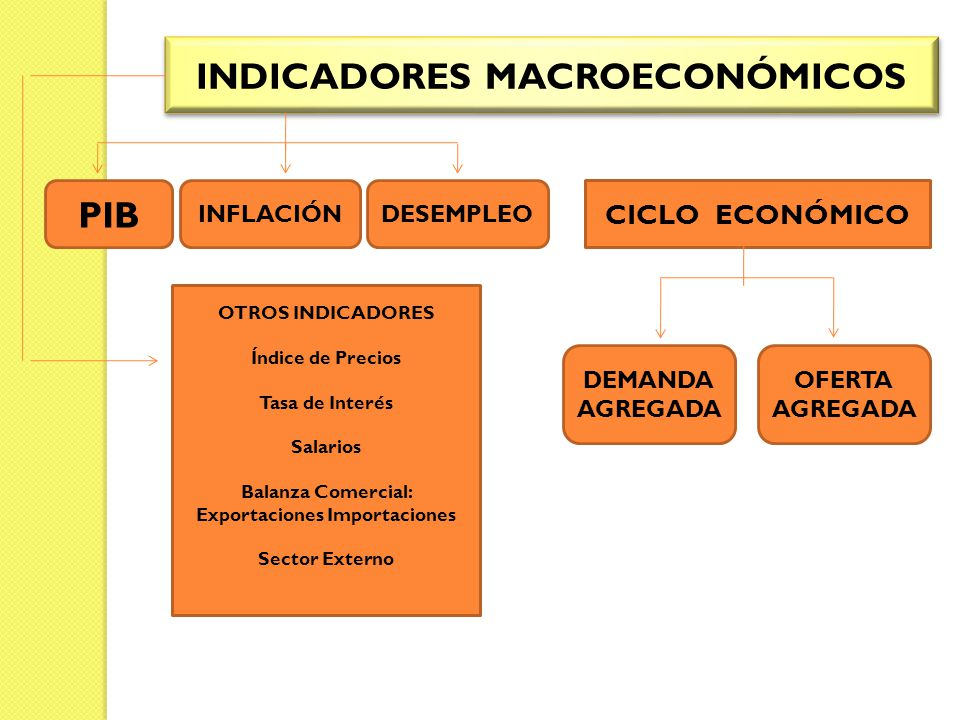 INDICADORES MACROECONÓMICOS
PIB
INFLACIÓN
DESEMPLEO
CICLO ECONÓMICO
OTROS INDICADORES
Índice de Precios
Tasa de Interés
Salarios
Balanza Comercial:
Exportaciones Importaciones
Sector Externo
DEMANDA
AGREGADA
OFERTA
AGREGADA